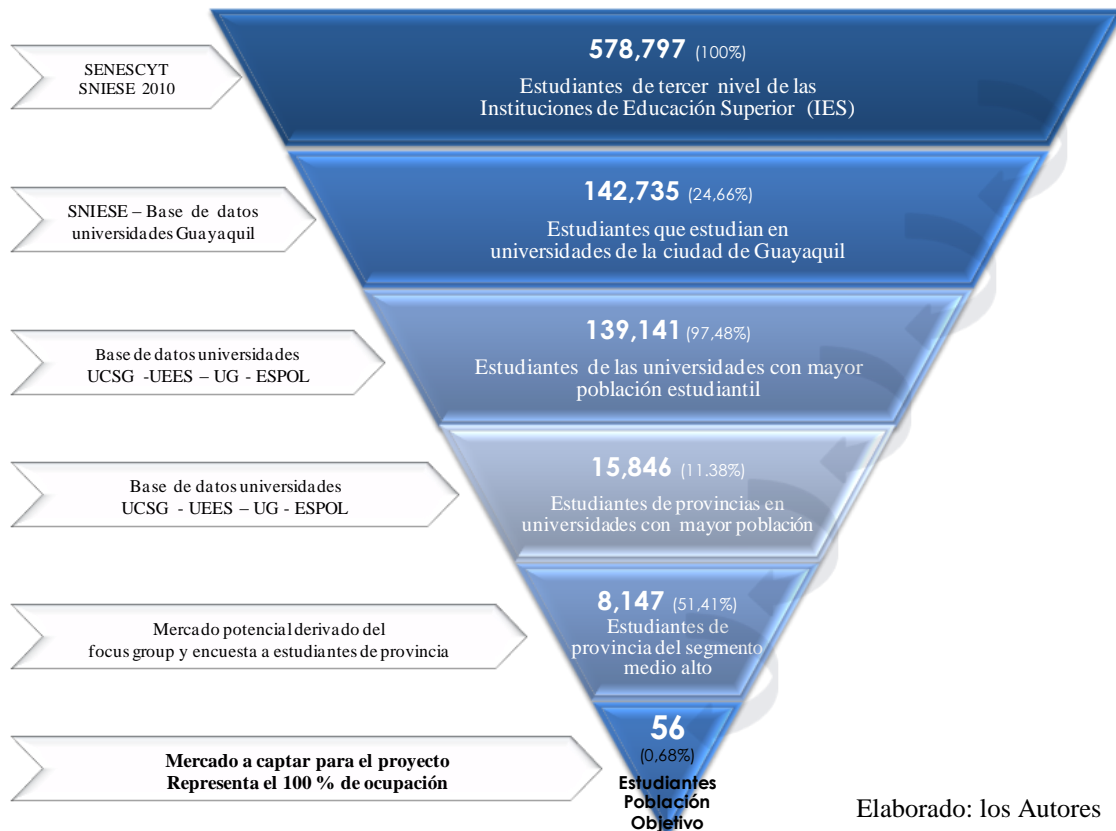 SENESCYT
SNIESE 2010
578,797 (100%)
Estudiantes de tercer nivel de las
Instituciones de Educación Superior (IES)
SNIESE – Base de datos
universidades Guayaquil
142,735 (24,66%)
Estudiantes que estudian en
universidades de la ciudad de Guayaquil
Base de datos universidades
UCSG -UEES – UG - ESPOL
139,141 (97,48%)
Estudiantes de las universidades con mayor
población estudiantil
Base de datos universidades
UCSG - UEES – UG - ESPOL
15,846 (11.38%)
Estudiantes de provincias en
universidades con mayor población
Mercado potencial derivado del
focus group y encuesta a estudiantes de provincia
8,147 (51,41%)
Estudiantes de
provincia del segmento
medio alto
Mercado a captar para el proyecto
Representa el 100 % de ocupación
56
(0,68%)
Estudiantes
Población
Objetivo
Elaborado: los Autores